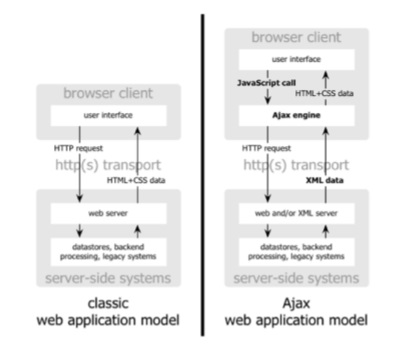 browser client
user interface
HTTP request
http(s) transport
HTML+CSS data
web server
datastores, backend
processing, legacy systems
server-side systems
classic
web application model
browser client
user interface
JavaScript call
HTML+CSS data
Ajax engine
HTTP request
http(s) transport
XML data
web and/or XML server
datastores, backend
processing, legacy systems
server-side systems
Ajax
web application model